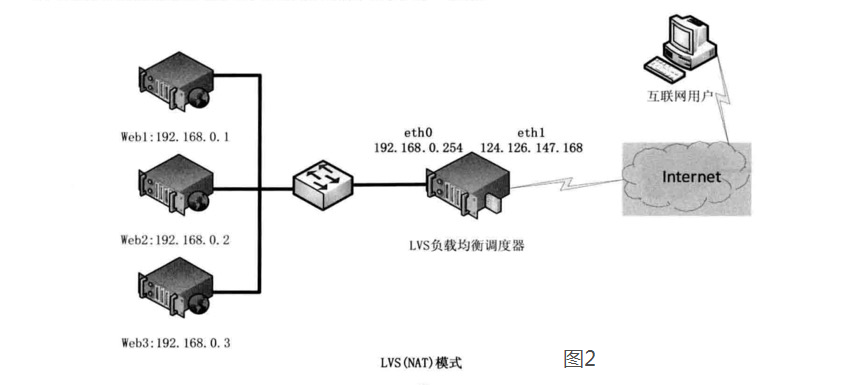 互联网用户
eth0 eth1
192.168.0.254 124.126.147.168
Web1:192.168.0.1
Internet
Web2:192.168.0.2
LVS负载均衡调度器
Web3:192.168.0.3
LVS(NAT)模式
图2